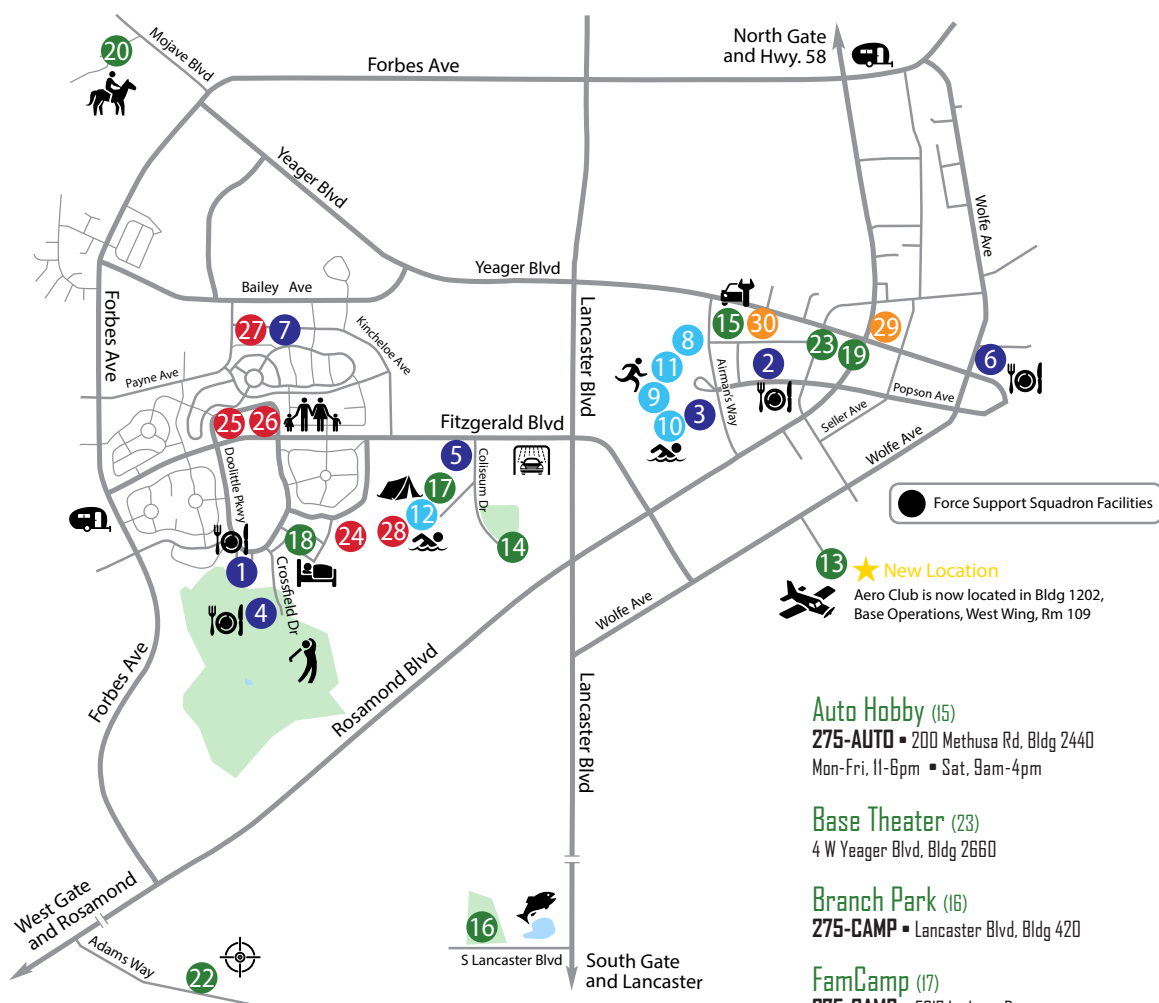 20
Mojave Blvd
Forbes Ave
North Gate
and Hwy. 58
Yeager Blvd
Wolfe Ave
Yeager Blvd
Bailey Ave
Forbes Ave
Lancaster Blvd
27
7
Kincheloe Ave
15
30
29
8
23
19
11
2
6
Payne Ave
9
Airman's Way
Popson Ave
25
26
10
3
Seller Ave
Fitzgerald Blvd
Wolfe Ave
Doolittle Pkwy
5
Coliseum Dr
17
12
Force Support Squadron Facilities
18
24
28
14
1
Crossfield Dr
13
New Location
Aero Club is now located in Bldg 1202,
Base Operations, West Wing, Rm 109
4
Wolfe Ave
Forbes Ave
Rosamond Blvd
Lancaster Blvd
Auto Hobby (15)
275-AUTO ▪ 200 Methusa Rd, Bldg 2440
Mon-Fri, 11-6pm ▪ Sat, 9am-4pm
Base Theater (23)
4 W Yeager Blvd, Bldg 2660
Branch Park (16)
275-CAMP ▪ Lancaster Blvd, Bldg 420
FamCamp (17)
West Gate
and Rosamond
Adams Way
22
16
S Lancaster Blvd
South Gate
and Lancaster
275-CAMP